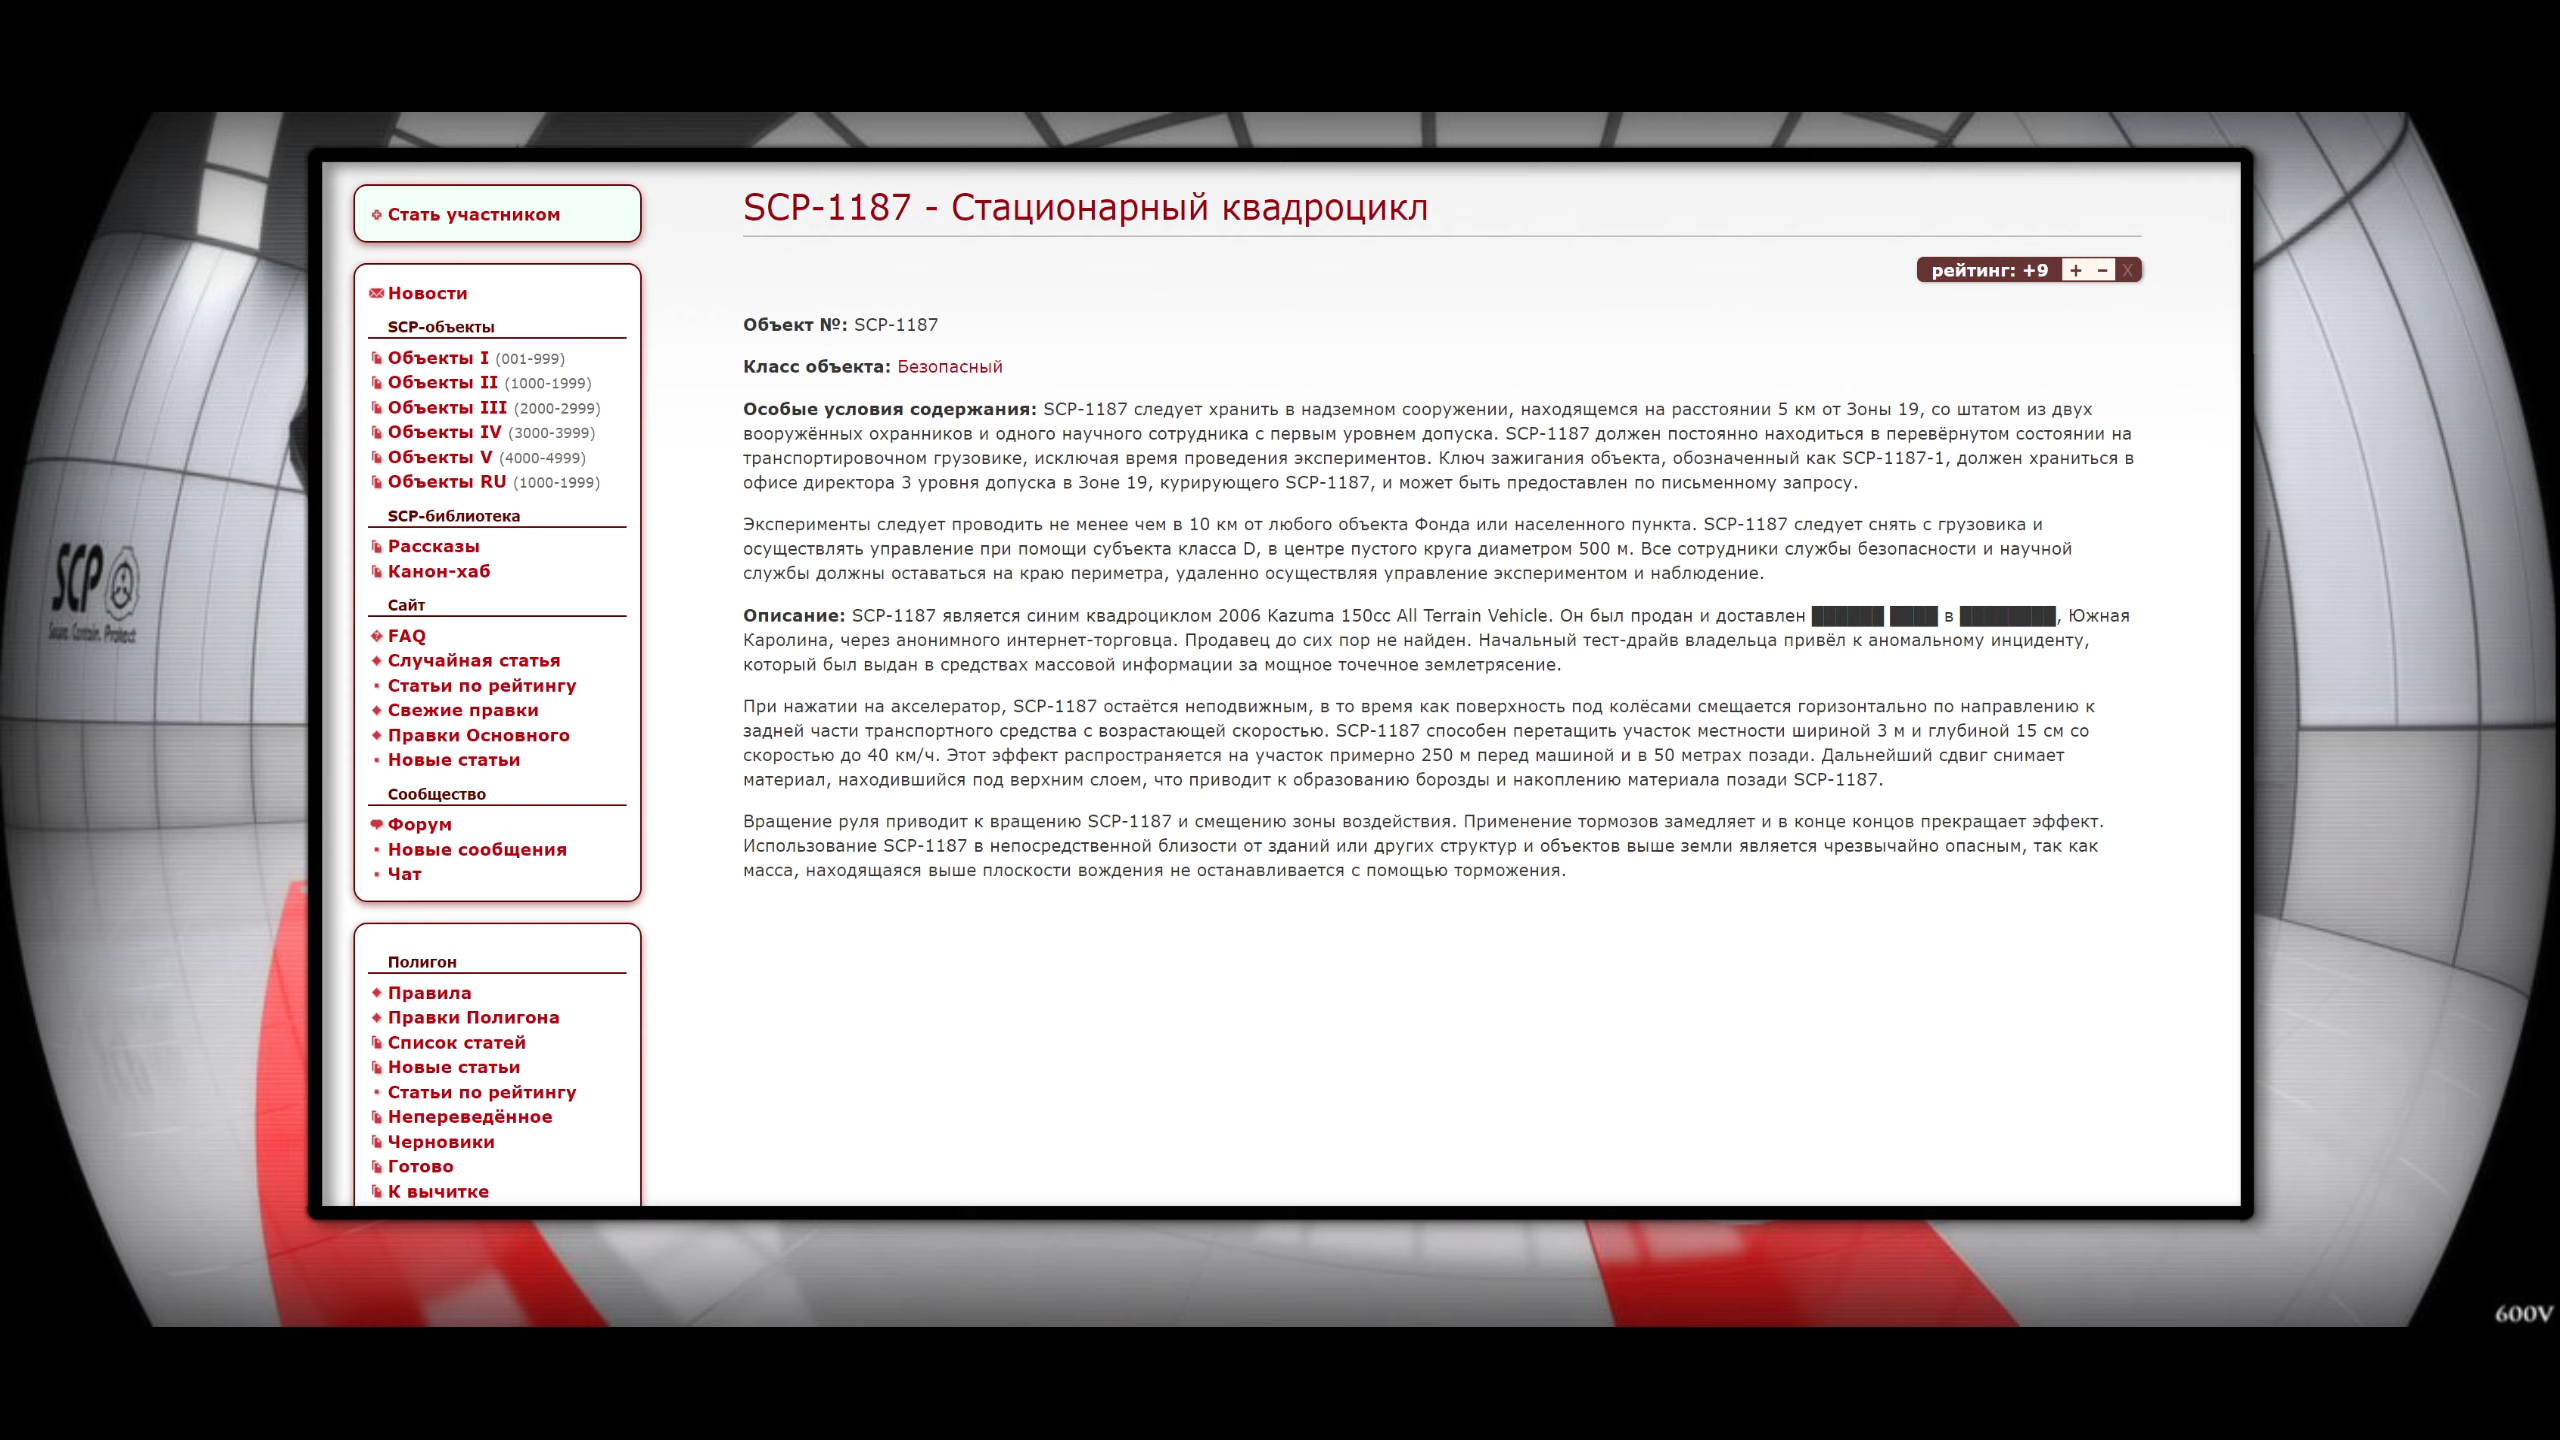 Стать участником
Новости
SCP-объекты
Объекты I (001-999)
Объекты II (1000-1999)
Объекты III (2000-2999)
Объекты IV (3000-3999)
Объекты V (4000-4999)
Объекты RU (1000-1999)
SCP-библиотека
Рассказы
Канон-хаб
Сайт
FAQ
Случайная статья
Статьи по рейтингу
Свежие правки
Правки Основного
Новые статьи
Сообщество
Форум
Новые сообщения
Чат
Полигон
Правила
Правки Полигона
Список статей
Новые статьи
Статьи по рейтингу
Непереведённое
Черновики
Готово
К вычитке
SCP-1187 - Стационарный квадроцикл
рейтинг: +9 + − X
Объект №: SCP-1187
Класс объекта: Безопасный
Особые условия содержания: SCP-1187 следует хранить в надземном сооружении, находящемся на расстоянии 5 км от Зоны 19, со штатом из двух
вооружённых охранников и одного научного сотрудника с первым уровнем допуска. SCP-1187 должен постоянно находиться в перевёрнутом состоянии на
транспортировочном грузовике, исключая время проведения экспериментов. Ключ зажигания объекта, обозначенный как SCP-1187-1, должен храниться в
офисе директора 3 уровня допуска в Зоне 19, курирующего SCP-1187, и может быть предоставлен по письменному запросу.
Эксперименты следует проводить не менее чем в 10 км от любого объекта Фонда или населенного пункта. SCP-1187 следует снять с грузовика и
осуществлять управление при помощи субъекта класса D, в центре пустого круга диаметром 500 м. Все сотрудники службы безопасности и научной
службы должны оставаться на краю периметра, удаленно осуществляя управление экспериментом и наблюдение.
Описание: SCP-1187 является синим квадроциклом 2006 Kazuma 150cc All Terrain Vehicle. Он был продан и доставлен ██████ ████ в ████████, Южная
Каролина, через анонимного интернет-торговца. Продавец до сих пор не найден. Начальный тест-драйв владельца привёл к аномальному инциденту,
который был выдан в средствах массовой информации за мощное точечное землетрясение.
При нажатии на акселератор, SCP-1187 остаётся неподвижным, в то время как поверхность под колёсами смещается горизонтально по направлению к
задней части транспортного средства с возрастающей скоростью. SCP-1187 способен перетащить участок местности шириной 3 м и глубиной 15 см со
скоростью до 40 км/ч. Этот эффект распространяется на участок примерно 250 м перед машиной и в 50 метрах позади. Дальнейший сдвиг снимает
материал, находившийся под верхним слоем, что приводит к образованию борозды и накоплению материала позади SCP-1187.
Вращение руля приводит к вращению SCP-1187 и смещению зоны воздействия. Применение тормозов замедляет и в конце концов прекращает эффект.
Использование SCP-1187 в непосредственной близости от зданий или других структур и объектов выше земли является чрезвычайно опасным, так как
масса, находящаяся выше плоскости вождения не останавливается с помощью торможения.
SCP
Secure. Contain. Protect
600V